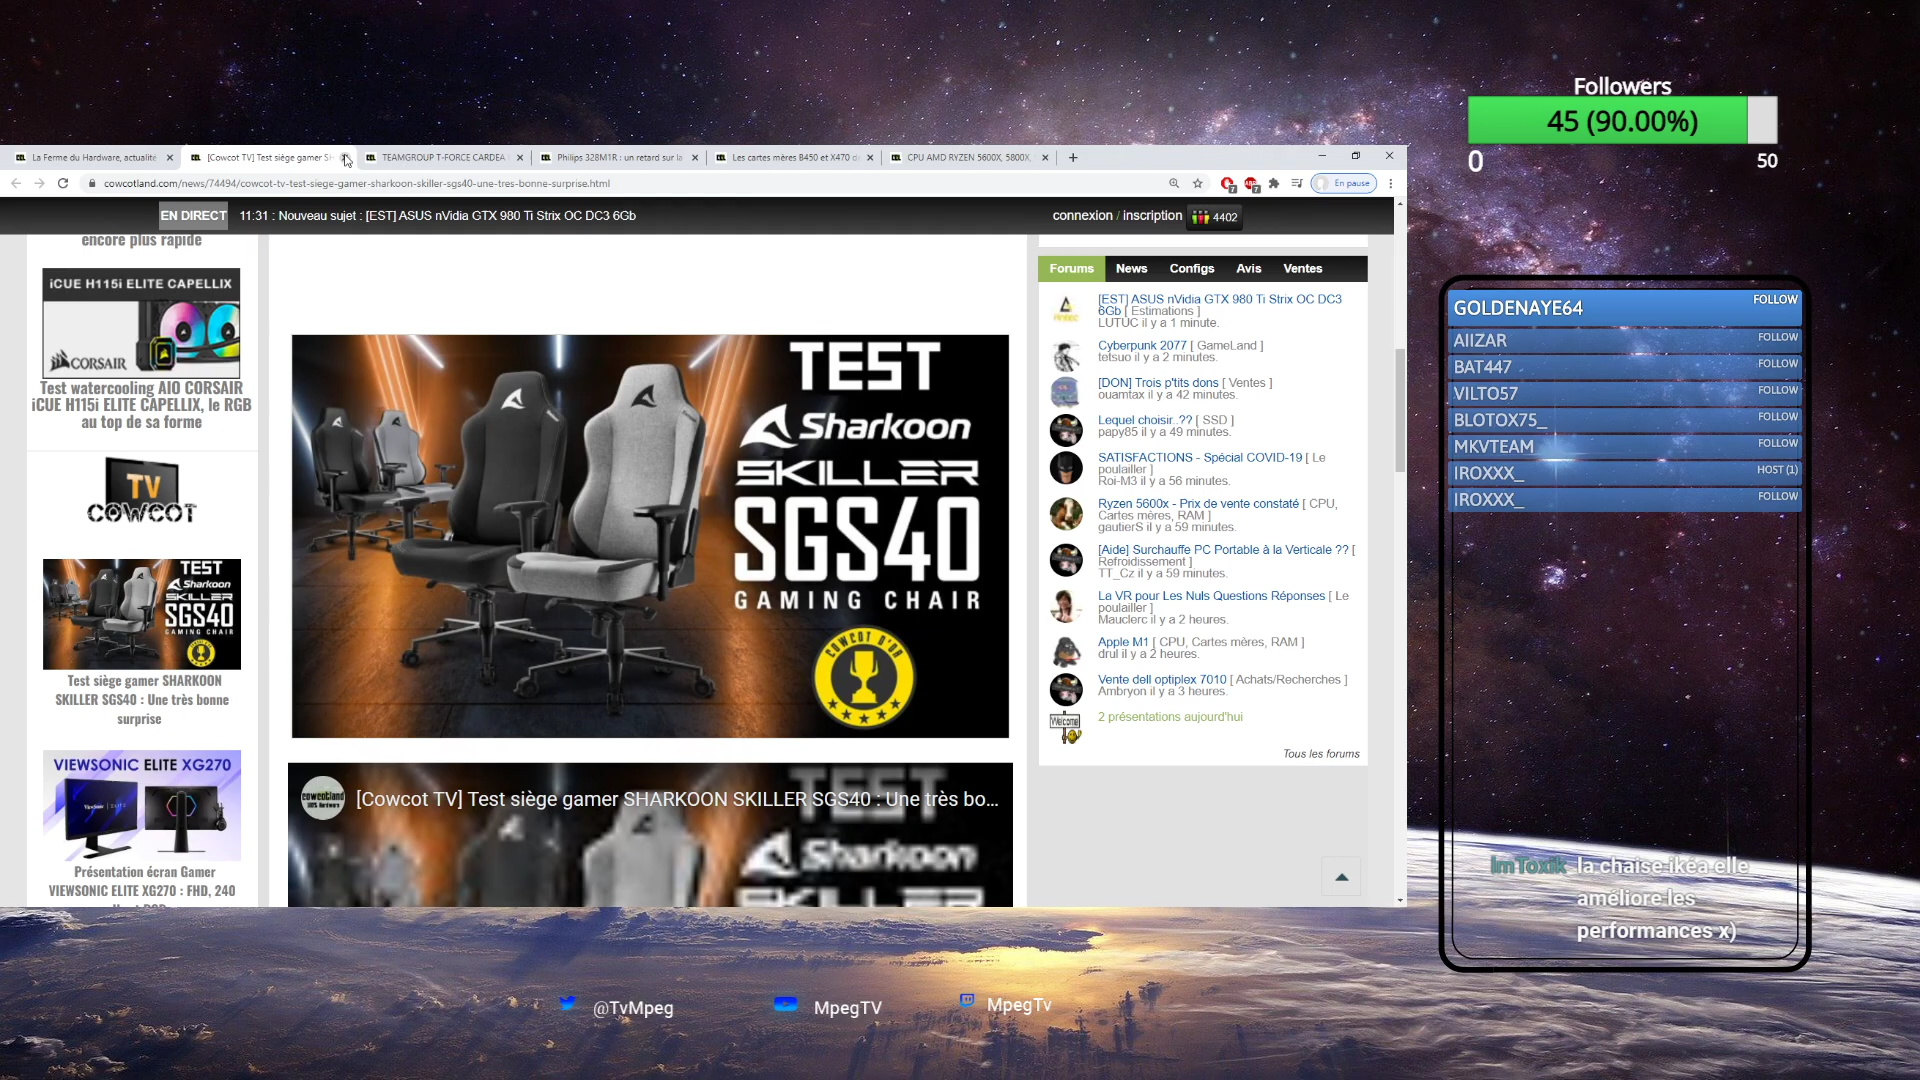 Followers
45 (90.00%)
0
50
La Ferme du Hardware, actualité
[Cowcot TV] Test siège gamer SH
TEAMGROUP T-FORCE CARDEA
Philips 328M1R : un retard sur la
Les cartes mères B450 et X470 d
CPU AMD RYZEN 5600X, 5800X,
cowcotland.com/news/74494/cowcot-tv-test-siege-gamer-sharkoon-skiller-sgs40-une-tres-bonne-surprise.html
En pause
EN DIRECT
11:31 : Nouveau sujet : [EST] ASUS nVidia GTX 980 Ti Strix OC DC3 6Gb
connexion / inscription
4402
encore plus rapide
iCUE H115i ELITE CAPELLIX
CORSAIR
Test watercooling AIO CORSAIR
iCUE H115i ELITE CAPELLIX, le RGB
au top de sa forme
TV
COWCOT
TEST
Sharkoon
SKILLER
SGS40
GAMING CHAIR
Test siège gamer SHARKOON
SKILLER SGS40 : Une très bonne
surprise
VIEWSONIC ELITE XG270
Présentation écran Gamer
VIEWSONIC ELITE XG270 : FHD, 240
TEST
Sharkoon
SKILLER
SGS40
GAMING CHAIR
COWCOT D'OR
[Cowcot TV] Test siège gamer SHARKOON SKILLER SGS40 : Une très bo...
TEST
Sharkoon
Forums
News
Configs
Avis
Ventes
[EST] ASUS nVidia GTX 980 Ti Strix OC DC3
6Gb [ Estimations ]
LUTUC il y a 1 minute.
Cyberpunk 2077 [ GameLand ]
tetsuo il y a 2 minutes.
[DON] Trois p'tits dons [ Ventes ]
ouamtax il y a 42 minutes.
Lequel choisir..?? [ SSD ]
papy85 il y a 49 minutes.
SATISFACTIONS - Spécial COVID-19 [ Le
poulailler ]
Roi-M3 il y a 56 minutes.
Ryzen 5600x - Prix de vente constaté [ CPU,
Cartes mères, RAM ]
gautierS il y a 59 minutes.
[Aide] Surchauffe PC Portable à la Verticale ?? [
Refroidissement ]
TT_Cz il y a 59 minutes.
La VR pour Les Nuls Questions Réponses [ Le
poulailler ]
Mauclerc il y a 2 heures.
Apple M1 [ CPU, Cartes mères, RAM ]
drul il y a 2 heures.
Vente dell optiplex 7010 [ Achats/Recherches ]
Ambryon il y a 3 heures.
Welcome
2 présentations aujourd'hui
Tous les forums
GOLDENAYE64 FOLLOW
AIIZAR FOLLOW
BAT447 FOLLOW
VILTO57 FOLLOW
BLOTOX75_ FOLLOW
MKVTEAM FOLLOW
IROXXX_ HOST (1)
IROXXX_ FOLLOW
ImToxik la chaise ikéa elle
améliore les
performances x)
@TvMpeg
MpegTV
MpegTv